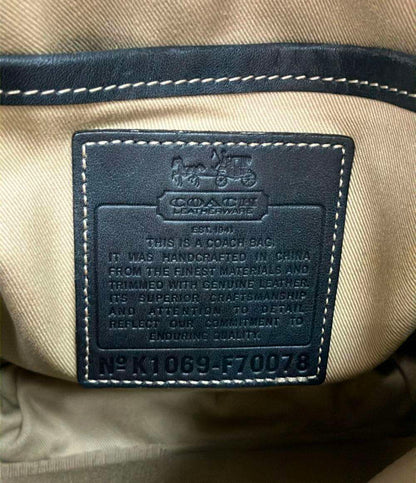 COACH
LEATHERWARE
EST. 1941
THIS IS A COACH BAG.
IT WAS HANDCRAFTED IN CHINA
FROM THE FINEST MATERIALS AND
TRIMMED WITH GENUINE LEATHER.
ITS SUPERIOR CRAFTSMANSHIP
AND ATTENTION TO DETAIL
REFLECT OUR COMMITMENT TO
ENDURING QUALITY.
Nº K1069-F70078